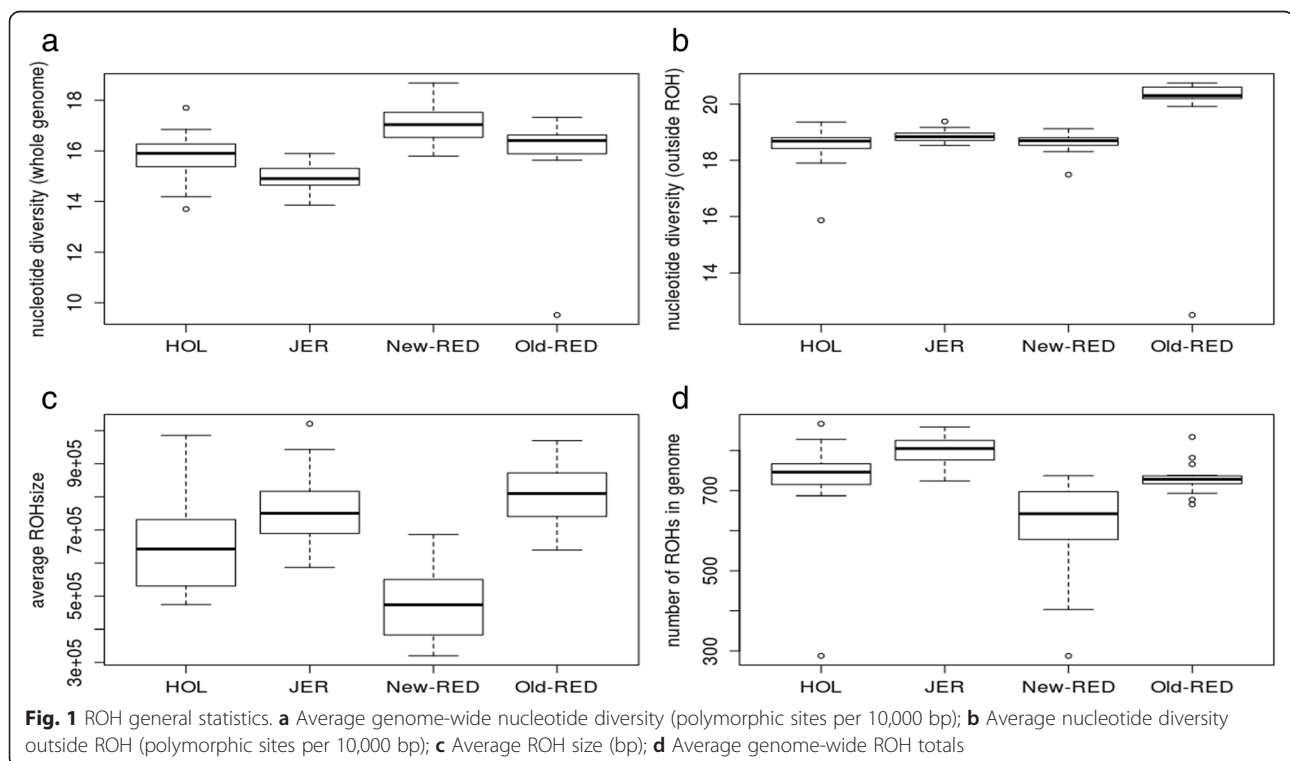 a
nucleotide diversity (whole genome)
18
16
14
12
10
HOL JER New-RED Old-RED
b
nucleotide diversity (outside ROH)
20
18
16
14
HOL JER New-RED Old-RED
c
average ROHsize
9e+05
7e+05
5e+05
3e+05
HOL JER New-RED Old-RED
d
number of ROHs in genome
700
500
300
HOL JER New-RED Old-RED
Fig. 1 ROH general statistics. a Average genome-wide nucleotide diversity (polymorphic sites per 10,000 bp); b Average nucleotide diversity
outside ROH (polymorphic sites per 10,000 bp); c Average ROH size (bp); d Average genome-wide ROH totals